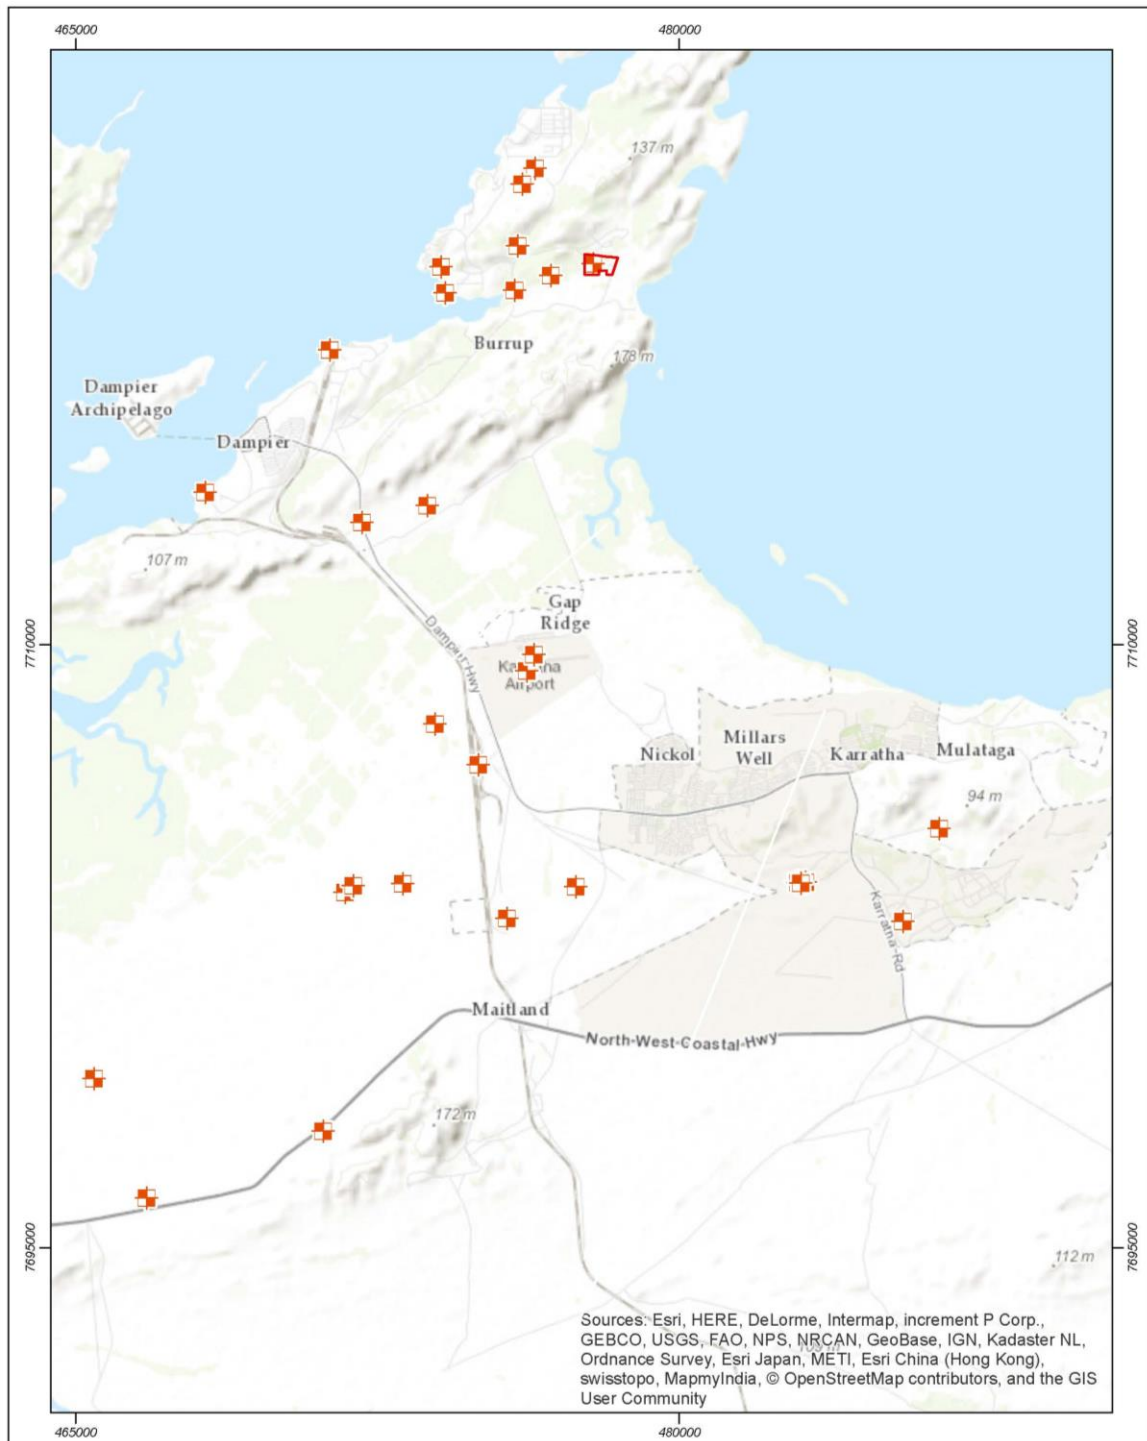 465000
480000
137 m
Burrup
178 m
Dampier
Archipelago
Dampier
107 m
Gap
Ridge
7710000
7710000
Dampier Hwy
Airport
Nickol
Millars
Well
Karratha
Mulataga
94 m
Karratha-Rd
Maitland
North-West-Coastal-Hwy
172 m
7695000
7695000
112 m
Sources: Esri, HERE, DeLorme, Intermap, increment P Corp.,
GEBCO, USGS, FAO, NPS, NRCAN, GeoBase, IGN, Kadaster NL,
Ordnance Survey, Esri Japan, METI, Esri China (Hong Kong),
swisstopo, MapmyIndia, © OpenStreetMap contributors, and the GIS
User Community
465000
480000